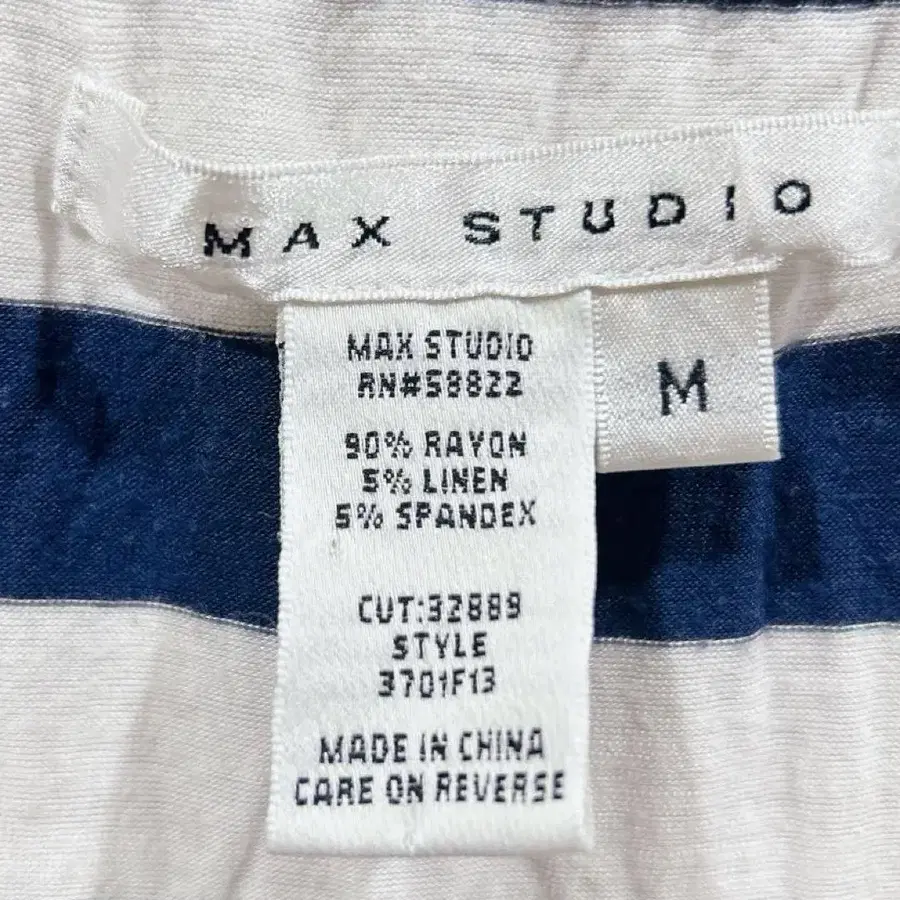 MAX STUDIO
MAX STUDIO
RN#58822
M
90% RAYON
5% LINEN
5% SPANDEX
CUT:32889
STYLE
3701F13
MADE IN CHINA
CARE ON REVERSE